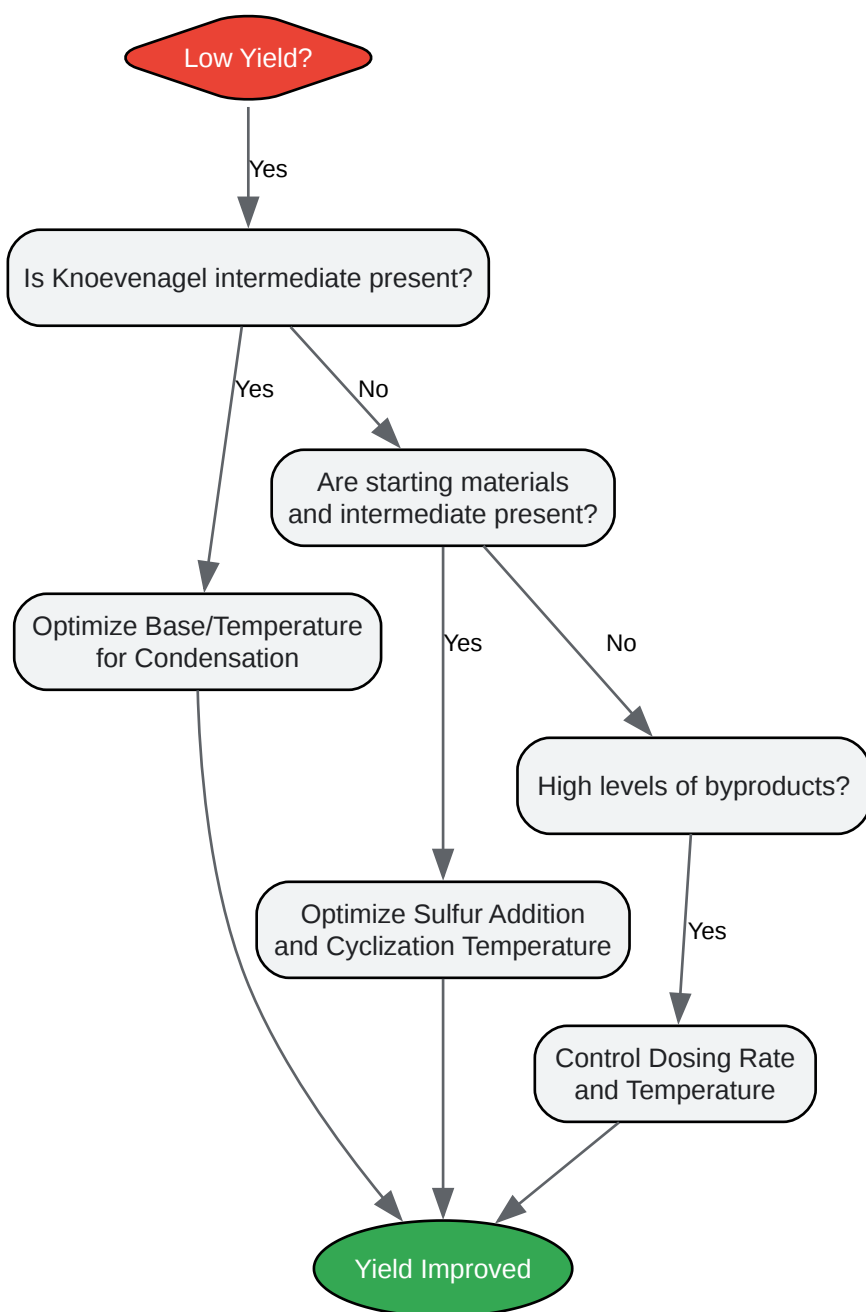 Low Yield?
Yes
Is Knoevenagel intermediate present?
Yes
No
Are starting materials
and intermediate present?
Optimize Base/Temperature
for Condensation
Yes
No
High levels of byproducts?
Optimize Sulfur Addition
and Cyclization Temperature
Yes
Control Dosing Rate
and Temperature
Yield Improved